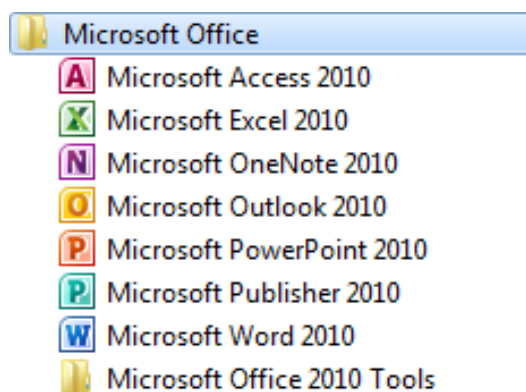 Microsoft Office
A Microsoft Access 2010
X Microsoft Excel 2010
N Microsoft OneNote 2010
O Microsoft Outlook 2010
P Microsoft PowerPoint 2010
P Microsoft Publisher 2010
W Microsoft Word 2010
Microsoft Office 2010 Tools